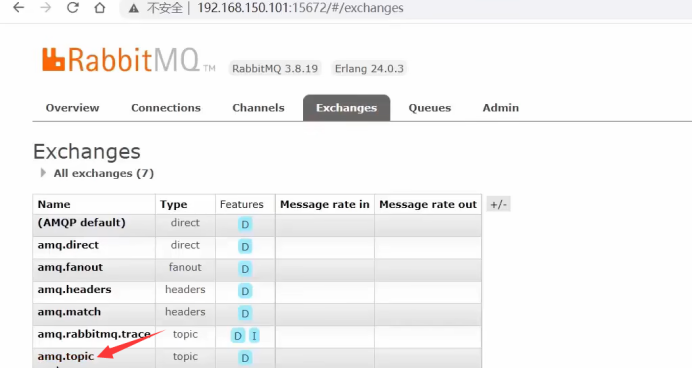 不安全 | 192.168.150.101:15672/#/exchanges
RabbitMQ TM RabbitMQ 3.8.19 Erlang 24.0.3
Overview Connections Channels Exchanges Queues Admin
Exchanges
All exchanges (7)
Name Type Features Message rate in Message rate out +/-
(AMQP default) direct D
amq.direct direct D
amq.fanout fanout D
amq.headers headers D
amq.match headers D
amq.rabbitmq.trace topic D I
amq.topic topic D